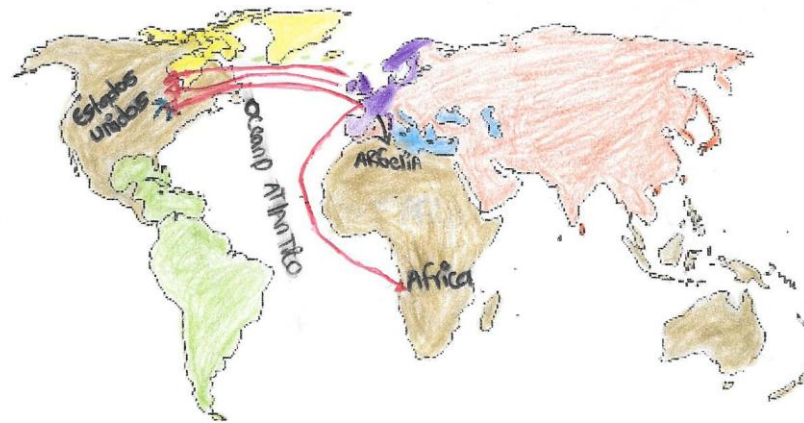 Estados
unidos
OCEANO ATLANTICO
ARGELIA
Africa